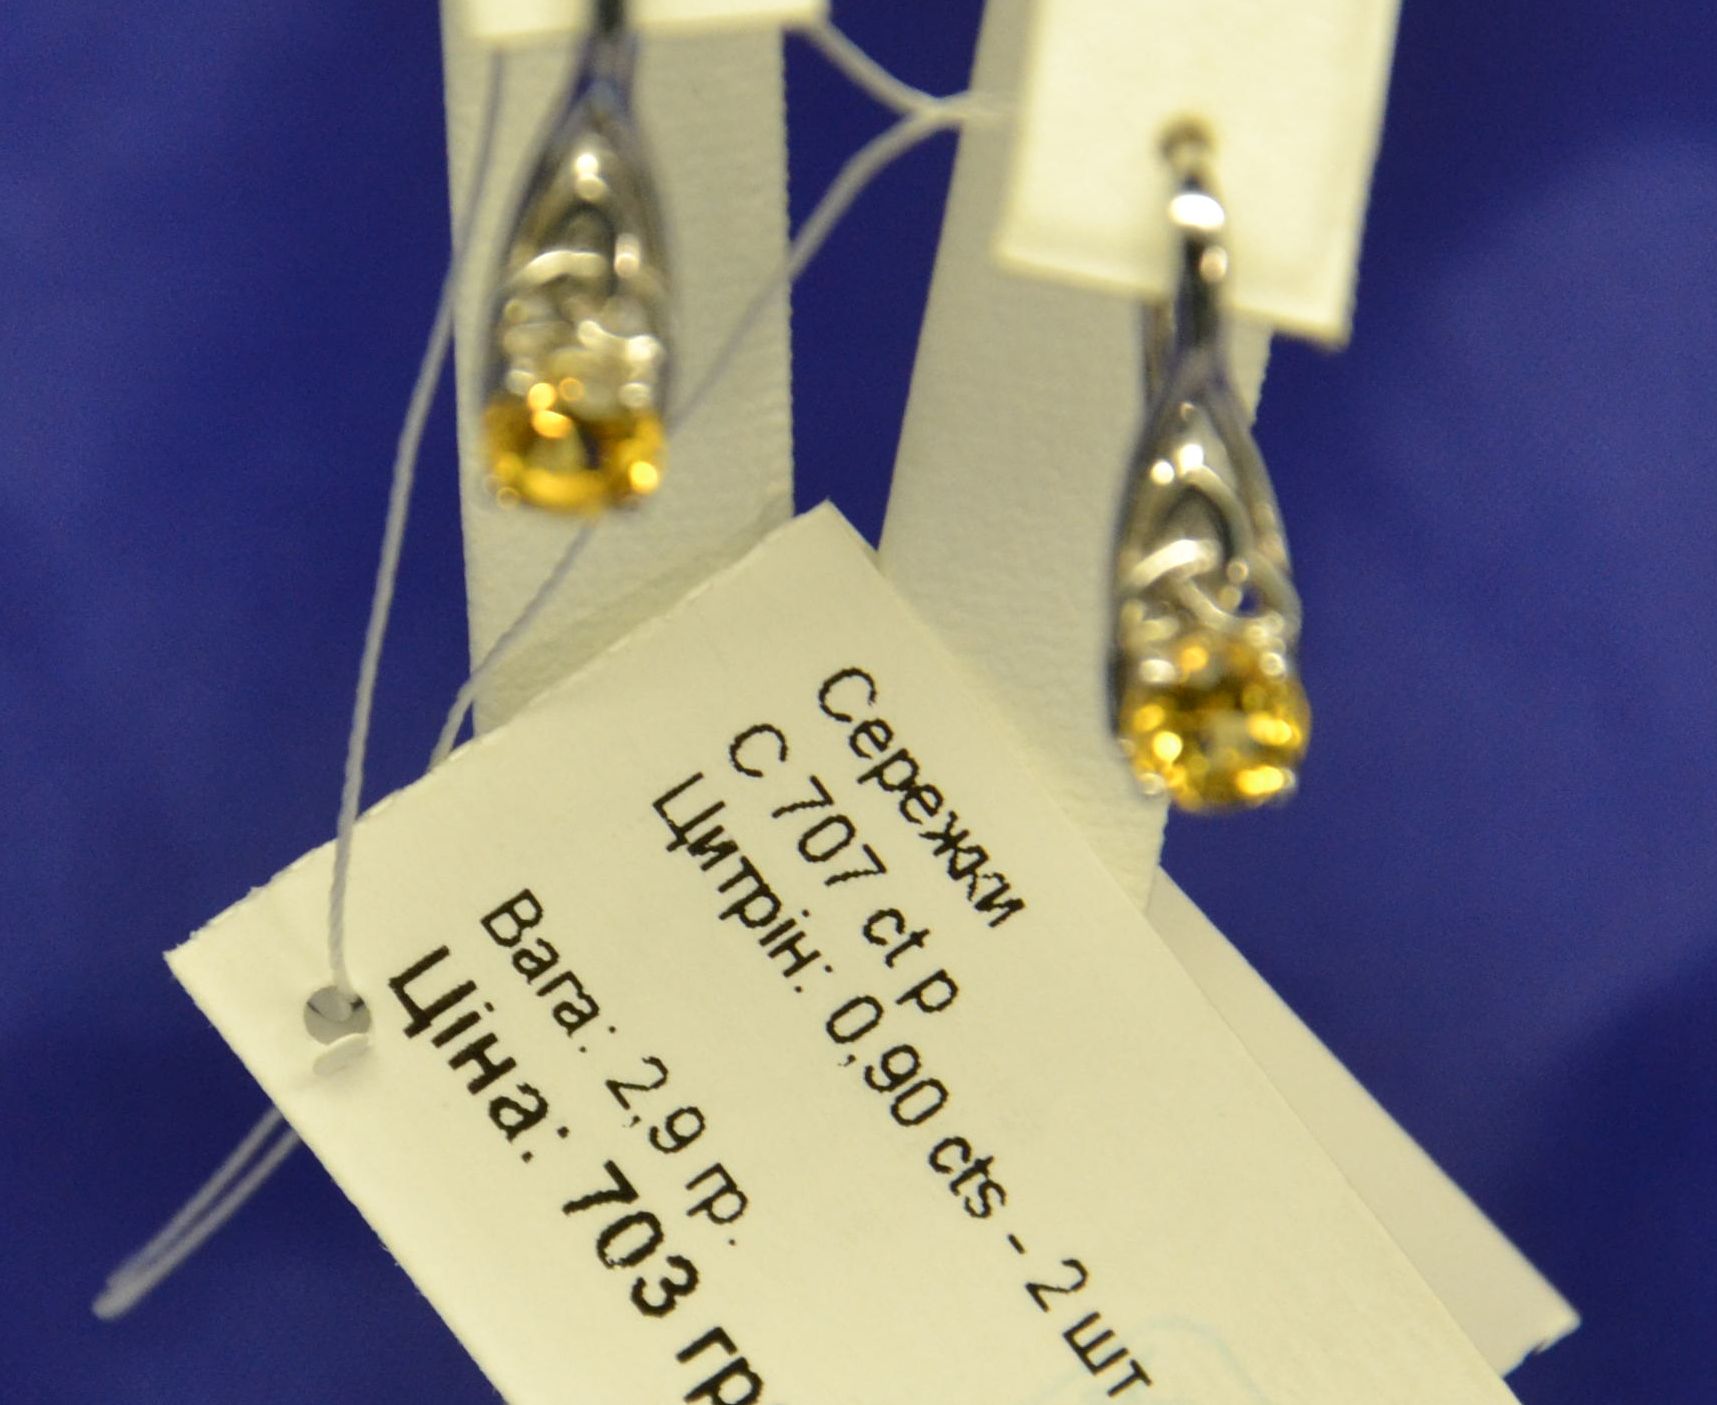 Сережки
С 707 ct p
Цитрін: 0,90 cts - 2 шт
Вага: 2,9 гр.
Ціна: 703 гр